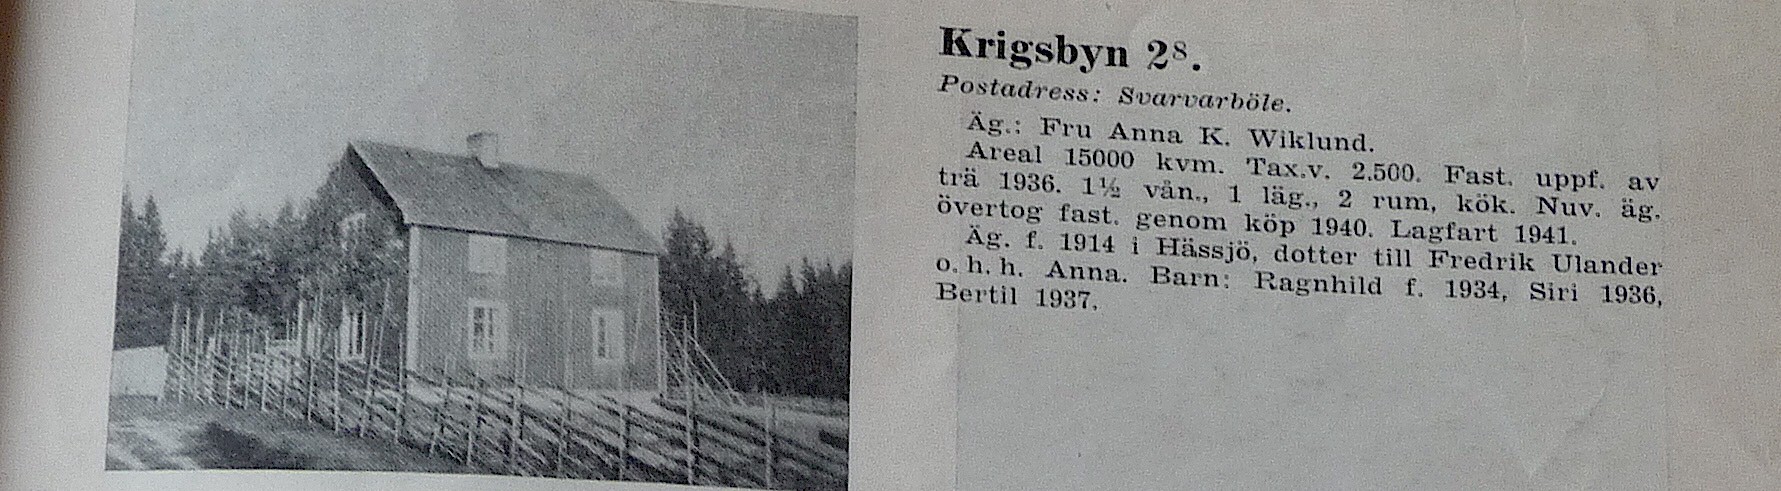 Krigsbyn 2⁸.
Postadress: Svarvarböle.
Äg.: Fru Anna K. Wiklund.
Areal 15000 kvm. Tax.v. 2.500. Fast. uppf. av
trä 1936. 1½ vån., 1 läg., 2 rum, kök. Nuv. äg.
övertog fast. genom köp 1940. Lagfart 1941.
Äg. f. 1914 i Hässjö, dotter till Fredrik Ulander
o. h. h. Anna. Barn: Ragnhild f. 1934, Siri 1936,
Bertil 1937.